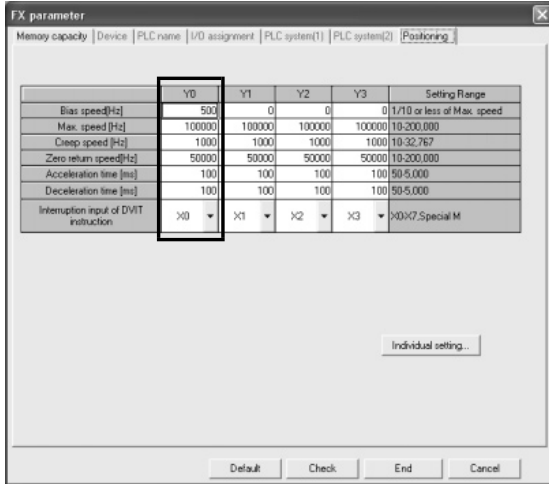 FX parameter
Memory capacity Device PLC name I/O assignment PLC system(1) PLC system(2) Positioning
Y0 Y1 Y2 Y3 Setting Range
Bias speed[Hz] 500 0 0 0 1/10 or less of Max. speed
Max. speed [Hz] 100000 100000 100000 100000 10-200,000
Creep speed [Hz] 1000 1000 1000 1000 10-32,767
Zero return speed[Hz] 50000 50000 50000 50000 10-200,000
Acceleration time [ms] 100 100 100 100 50-5,000
Deceleration time [ms] 100 100 100 100 50-5,000
Interruption input of DVIT
instruction X0 X1 X2 X3 X0-X7,Special M
Individual setting...
Default Check End Cancel